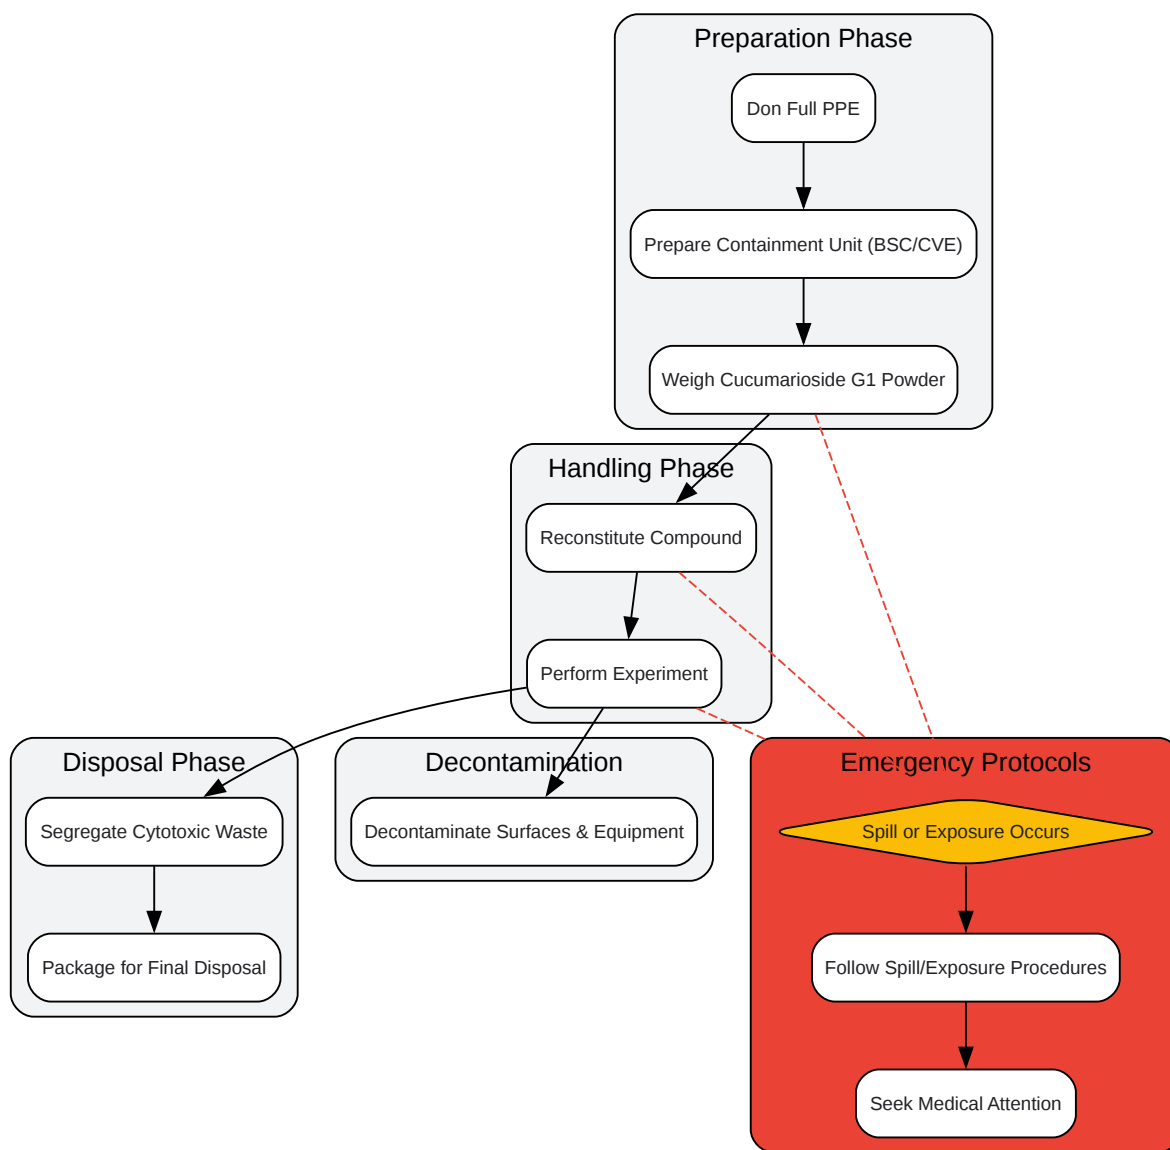 Preparation Phase
Don Full PPE
Prepare Containment Unit (BSC/CVE)
Weigh Cucumarioside G1 Powder
Handling Phase
Reconstitute Compound
Perform Experiment
Disposal Phase
Segregate Cytotoxic Waste
Package for Final Disposal
Decontamination
Decontaminate Surfaces & Equipment
Emergency Protocols
Spill or Exposure Occurs
Follow Spill/Exposure Procedures
Seek Medical Attention